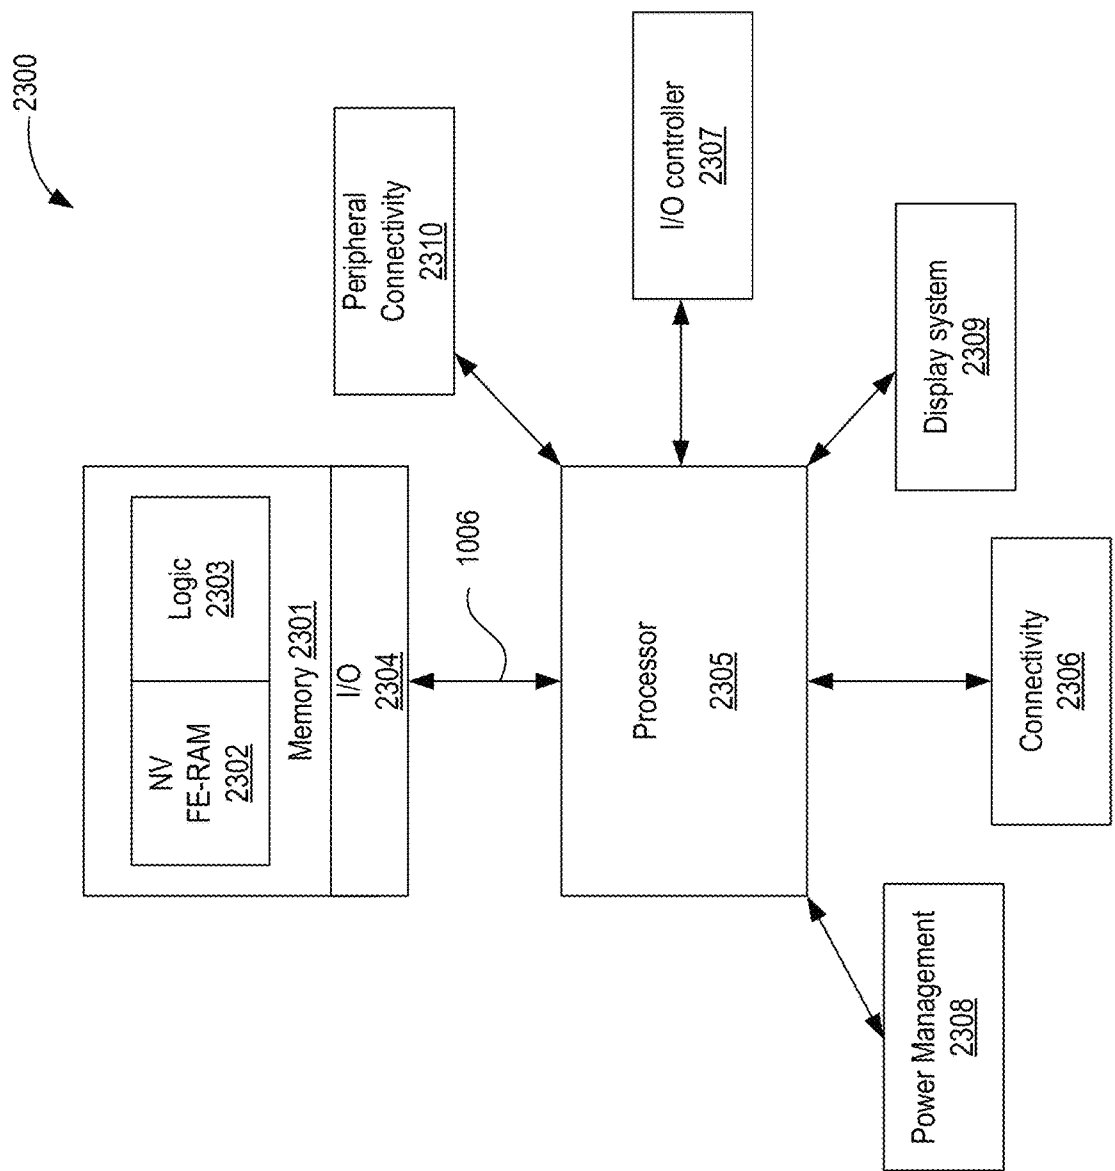 2300
NV
FE-RAM
2302
Logic
2303
Memory 2301
I/O
2304
1006
Processor
2305
Peripheral
Connectivity
2310
I/O controller
2307
Display system
2309
Connectivity
2306
Power Management
2308